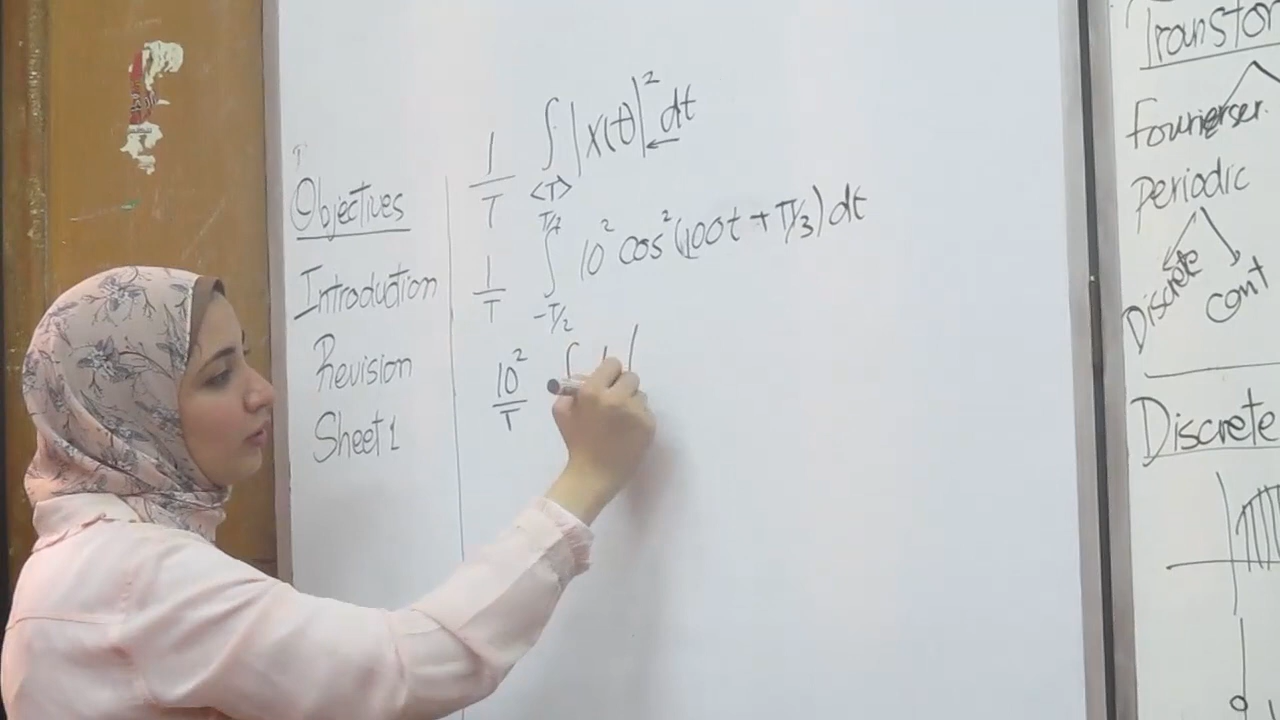 Objectives
Introduction
Revision
Sheet 1
1/T ∫<T> |x(t)|² dt
1/T ∫-T/2 T/2 10² cos²(100t + π/3) dt
10²/T ∫
Fourier ser.
Periodic
Discrete
Cont
Discrete